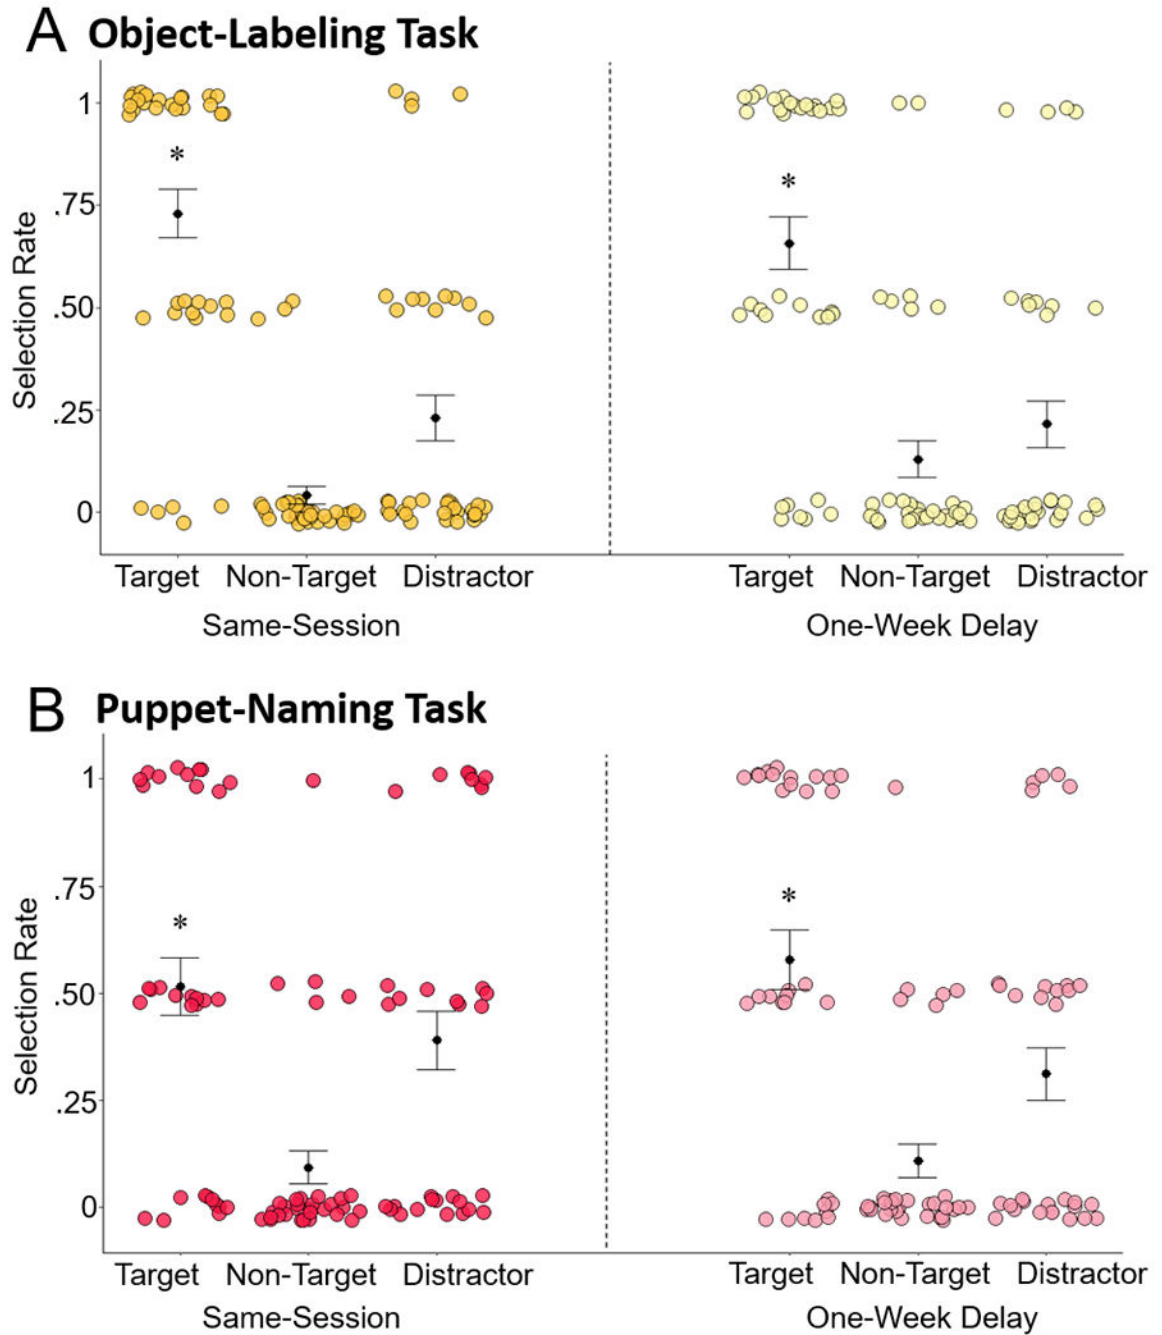 A Object-Labeling Task
Selection Rate
1
*
*
.75
.50
.25
0
Target Non-Target Distractor Target Non-Target Distractor
Same-Session One-Week Delay
B Puppet-Naming Task
Selection Rate
1
.75
*
*
.50
.25
0
Target Non-Target Distractor Target Non-Target Distractor
Same-Session One-Week Delay